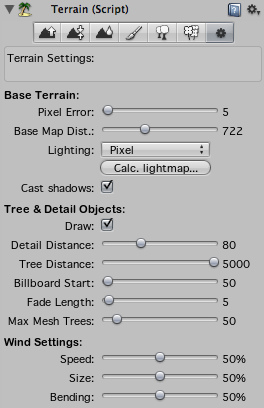 Terrain (Script)
Terrain Settings:
Base Terrain:
Pixel Error: 5
Base Map Dist.: 722
Lighting: Pixel
Calc. lightmap...
Cast shadows:
Tree & Detail Objects:
Draw:
Detail Distance: 80
Tree Distance: 5000
Billboard Start: 50
Fade Length: 5
Max Mesh Trees: 50
Wind Settings:
Speed: 50%
Size: 50%
Bending: 50%